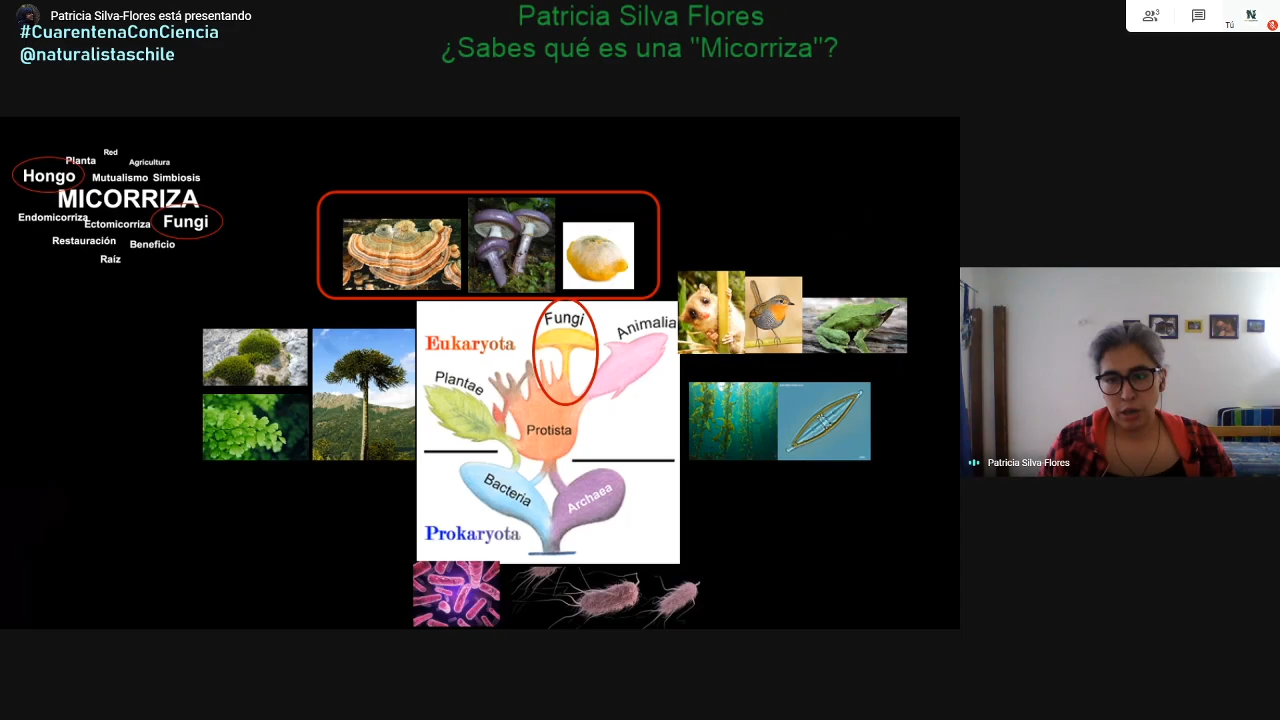 Patricia Silva-Flores está presentando
#CuarentenaConCiencia
@naturalistaschile
Patricia Silva Flores
¿Sabes qué es una "Micorriza"?
3
Tú
Red
Planta
Agricultura
Hongo
Mutualismo Simbiosis
MICORRIZA
Endomicorriza
Ectomicorriza
Fungi
Restauración
Beneficio
Raíz
Fungi
Animalia
Eukaryota
Plantae
Protista
Bacteria
Archaea
Prokaryota
Patricia Silva-Flores